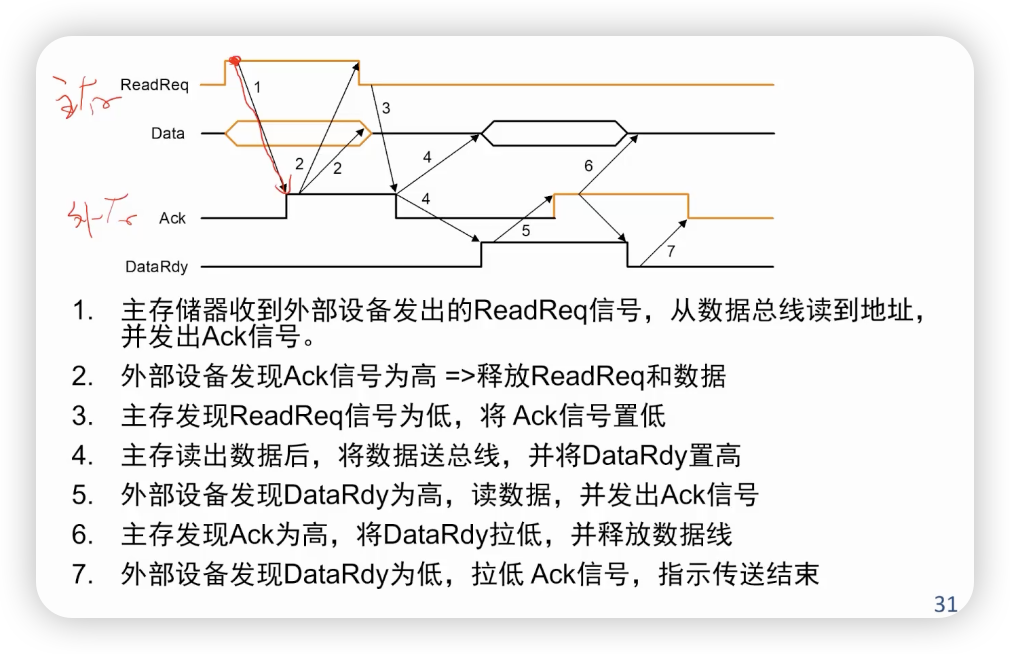 ReadReq
1
3
Data
2
2
4
6
Ack
4
5
7
DataRdy
1. 主存储器收到外部设备发出的ReadReq信号，从数据总线读到地址，
并发出Ack信号。
2. 外部设备发现Ack信号为高 =>释放ReadReq和数据
3. 主存发现ReadReq信号为低，将 Ack信号置低
4. 主存读出数据后，将数据送总线，并将DataRdy置高
5. 外部设备发现DataRdy为高，读数据，并发出Ack信号
6. 主存发现Ack为高，将DataRdy拉低，并释放数据线
7. 外部设备发现DataRdy为低，拉低 Ack信号，指示传送结束
31